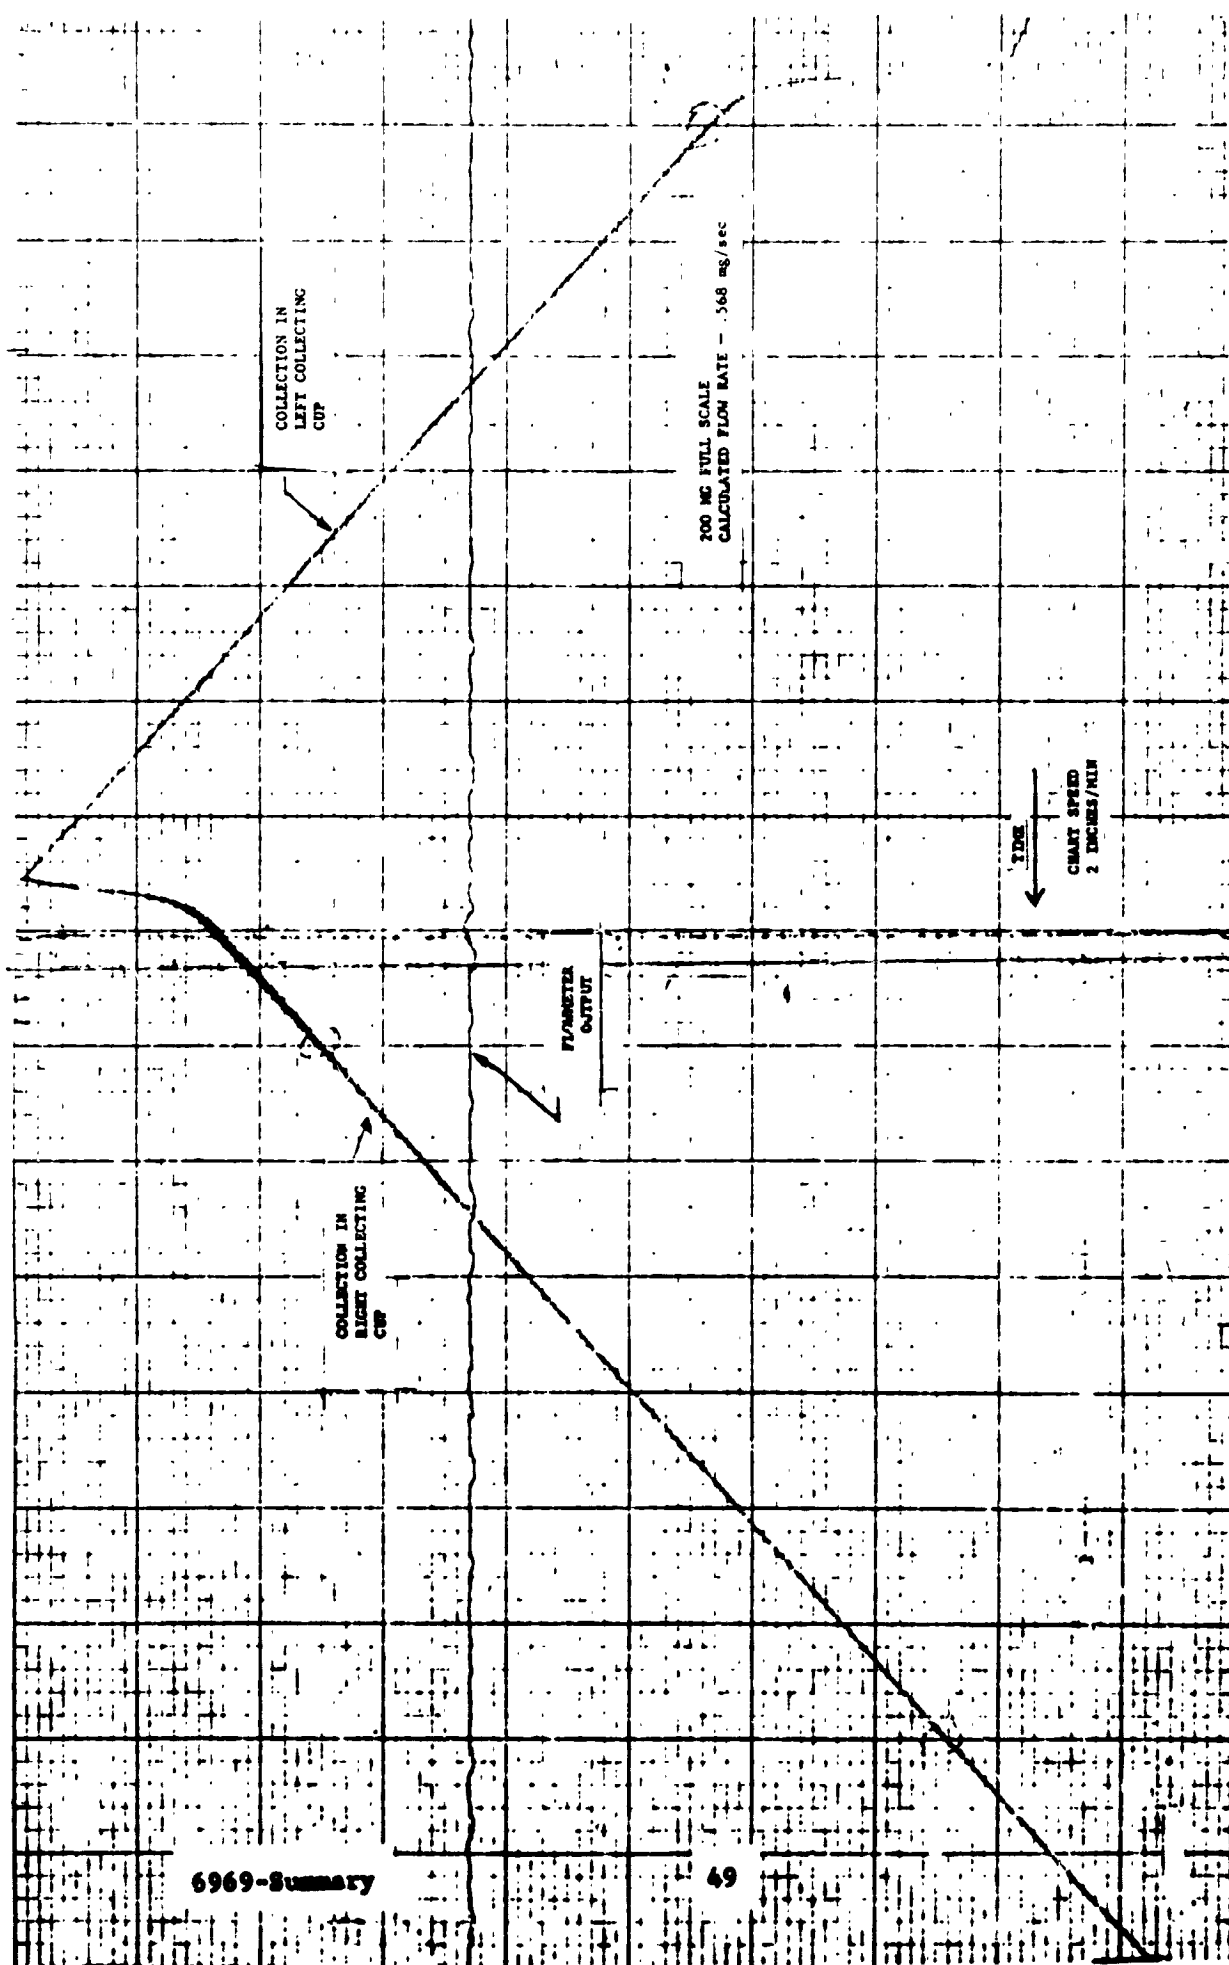 COLLECTION IN
LEFT COLLECTING
CUP
200 MG FULL SCALE
CALCULATED FLOW RATE - .568 mg/sec
TIME
CHART SPEED
2 INCHES/MIN
FLOWMETER
OUTPUT
COLLECTION IN
RIGHT COLLECTING
CUP
6969-Summary
49